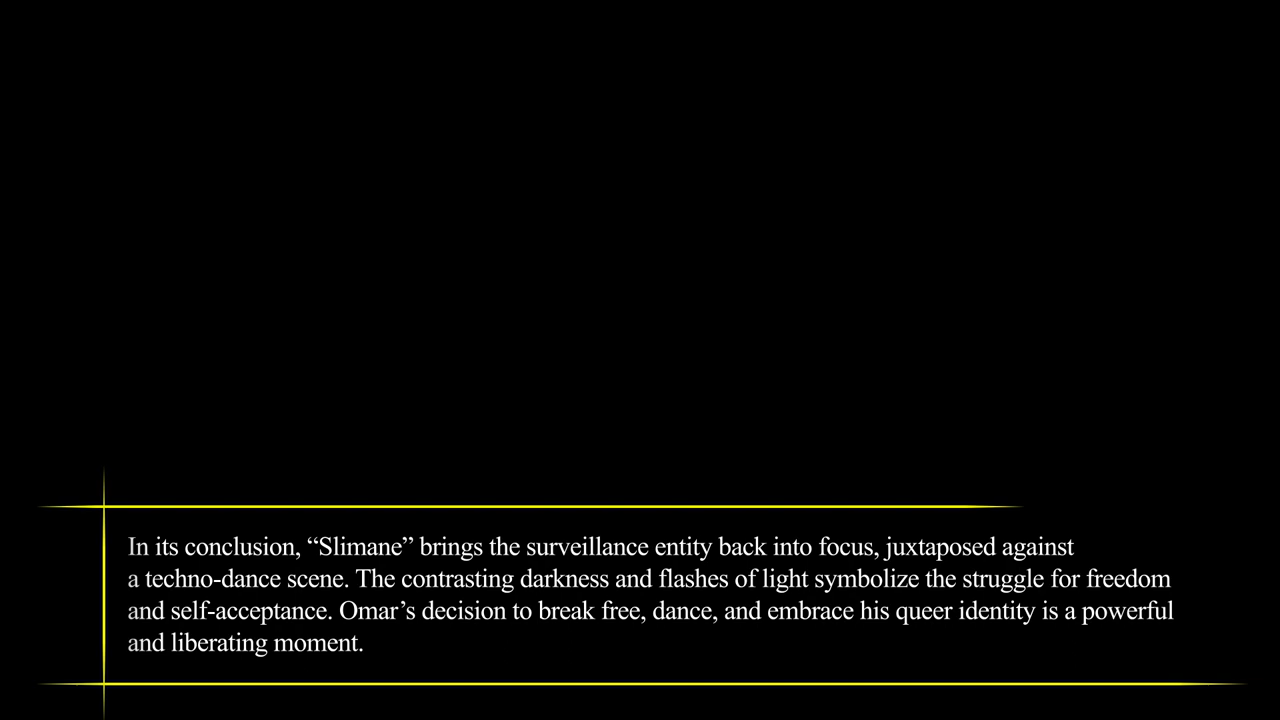 In its conclusion, “Slimane” brings the surveillance entity back into focus, juxtaposed against
a techno-dance scene. The contrasting darkness and flashes of light symbolize the struggle for freedom
and self-acceptance. Omar’s decision to break free, dance, and embrace his queer identity is a powerful
and liberating moment.